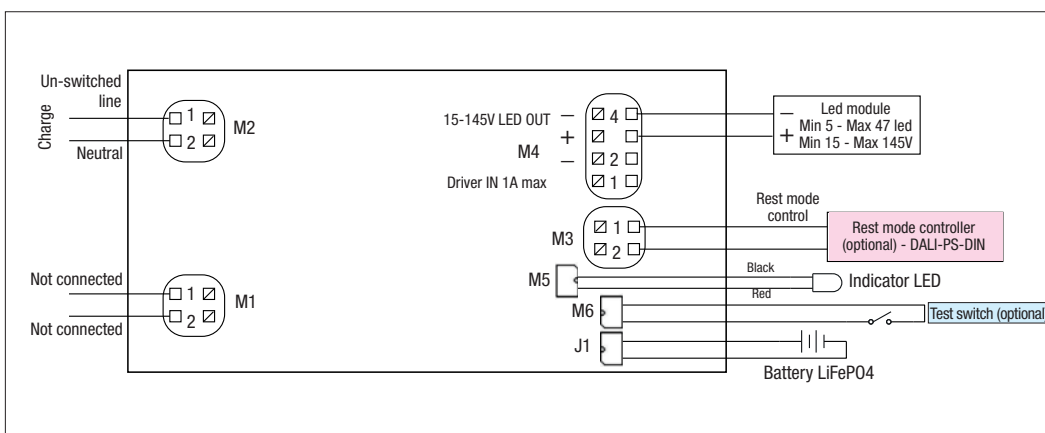 Un-switched
line
Charge
Neutral
1
2
M2
15-145V LED OUT
−
+
−
M4
Driver IN 1A max
4
2
1
−
+
Led module
Min 5 - Max 47 led
Min 15 - Max 145V
Rest mode
control
M3
1
2
Rest mode controller
(optional) - DALI-PS-DIN
Not connected
Not connected
1
2
M1
M5
Black
Red
Indicator LED
M6
Test switch (optional
J1
Battery LiFePO4